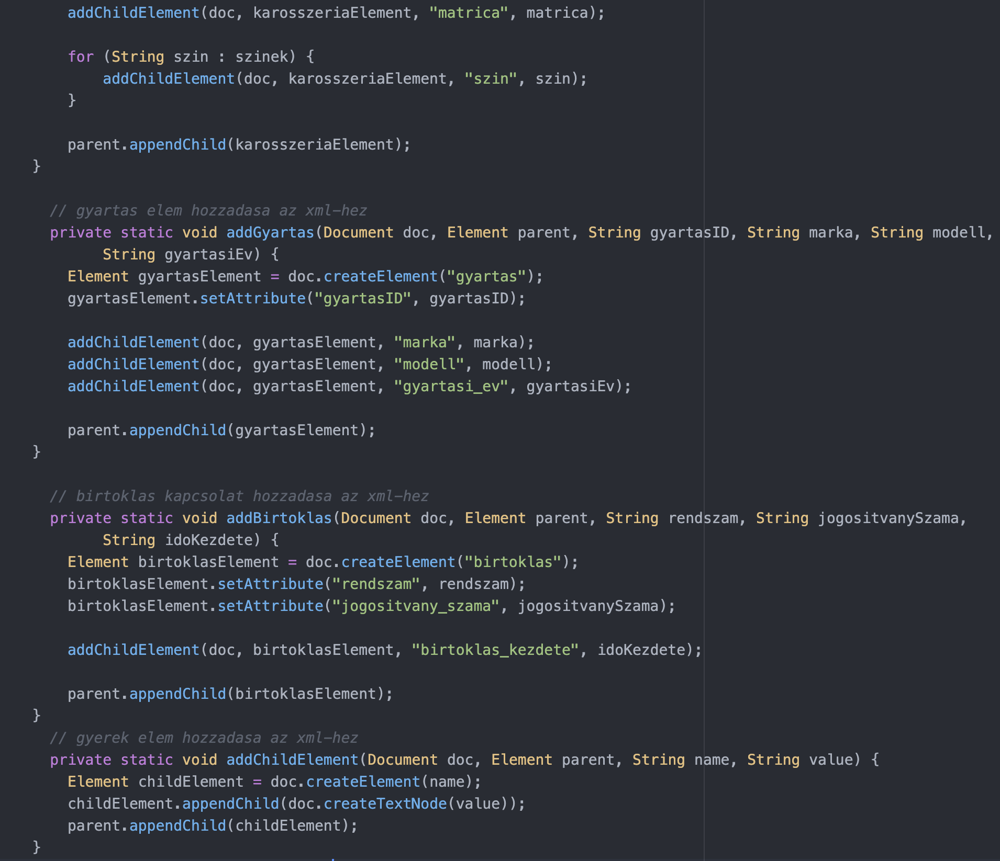 addChildElement(doc, karosszeriaElement, "matrica", matrica);
for (String szin : szinek) {
addChildElement(doc, karosszeriaElement, "szin", szin);
}
parent.appendChild(karosszeriaElement);
}
// gyartas elem hozzadasa az xml-hez
private static void addGyartas(Document doc, Element parent, String gyartasID, String marka, String modell,
String gyartasiEv) {
Element gyartasElement = doc.createElement("gyartas");
gyartasElement.setAttribute("gyartasID", gyartasID);
addChildElement(doc, gyartasElement, "marka", marka);
addChildElement(doc, gyartasElement, "modell", modell);
addChildElement(doc, gyartasElement, "gyartasi_ev", gyartasiEv);
parent.appendChild(gyartasElement);
}
// birtoklas kapcsolat hozzadasa az xml-hez
private static void addBirtoklas(Document doc, Element parent, String rendszam, String jogositvanySzama,
String idoKezdete) {
Element birtoklasElement = doc.createElement("birtoklas");
birtoklasElement.setAttribute("rendszam", rendszam);
birtoklasElement.setAttribute("jogositvany_szama", jogositvanySzama);
addChildElement(doc, birtoklasElement, "birtoklas_kezdete", idoKezdete);
parent.appendChild(birtoklasElement);
}
// gyerek elem hozzadasa az xml-hez
private static void addChildElement(Document doc, Element parent, String name, String value) {
Element childElement = doc.createElement(name);
childElement.appendChild(doc.createTextNode(value));
parent.appendChild(childElement);
}